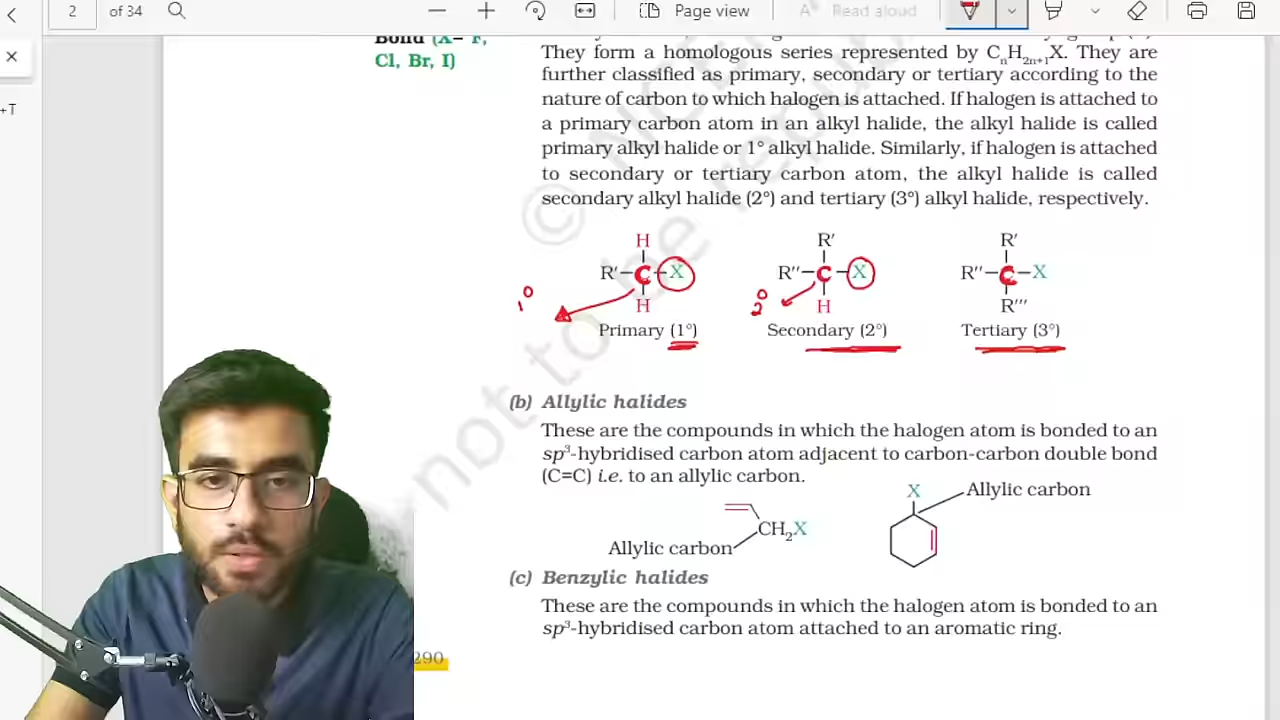 2 of 34 Page view Read aloud
Bond (X= F,
Cl, Br, I)
They form a homologous series represented by CnH2n+1X. They are
further classified as primary, secondary or tertiary according to the
nature of carbon to which halogen is attached. If halogen is attached to
a primary carbon atom in an alkyl halide, the alkyl halide is called
primary alkyl halide or 1° alkyl halide. Similarly, if halogen is attached
to secondary or tertiary carbon atom, the alkyl halide is called
secondary alkyl halide (2°) and tertiary (3°) alkyl halide, respectively.
H R′ R′
R′–C–X R′′–C–X R′′–C–X
1° H 2° H R′′′
Primary (1°) Secondary (2°) Tertiary (3°)
(b) Allylic halides
These are the compounds in which the halogen atom is bonded to an
sp³-hybridised carbon atom adjacent to carbon-carbon double bond
(C=C) i.e. to an allylic carbon.
X Allylic carbon
CH2X
Allylic carbon
(c) Benzylic halides
These are the compounds in which the halogen atom is bonded to an
sp³-hybridised carbon atom attached to an aromatic ring.
290
+T
not to be